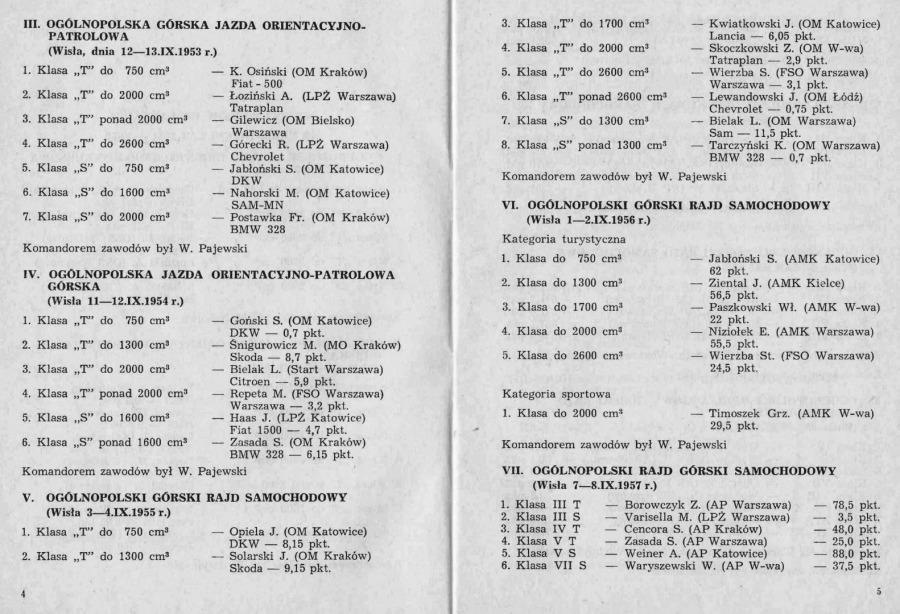 III. OGÓLNOPOLSKA GÓRSKA JAZDA ORIENTACYJNO-
PATROLOWA
(Wisła, dnia 12—13.IX.1953 r.)
1. Klasa „T" do 750 cm³ — K. Osiński (OM Kraków)
Fiat - 500
2. Klasa „T" do 2000 cm³ — Łoziński A. (LPŻ Warszawa)
Tatraplan
3. Klasa „T" ponad 2000 cm³ — Gilewicz (OM Bielsko)
Warszawa
4. Klasa „T" do 2600 cm³ — Górecki R. (LPŻ Warszawa)
Chevrolet
5. Klasa „S" do 750 cm³ — Jabłoński S. (OM Katowice)
DKW
6. Klasa „S" do 1600 cm³ — Nahorski M. (OM Katowice)
SAM-MN
7. Klasa „S" do 2000 cm³ — Postawka Fr. (OM Kraków)
BMW 328
Komandorem zawodów był W. Pajewski
IV. OGÓLNOPOLSKA JAZDA ORIENTACYJNO-PATROLOWA
GÓRSKA
(Wisła 11—12.IX.1954 r.)
1. Klasa „T" do 750 cm³ — Goński S. (OM Katowice)
DKW — 0,7 pkt.
2. Klasa „T" do 1300 cm³ — Śnigurowicz M. (MO Kraków)
Skoda — 8,7 pkt.
3. Klasa „T" do 2000 cm³ — Bielak L. (Start Warszawa)
Citroen — 5,9 pkt.
4. Klasa „T" ponad 2000 cm³ — Repeta M. (FSO Warszawa)
Warszawa — 3,2 pkt.
5. Klasa „S" do 1600 cm³ — Haas J. (LPŻ Katowice)
Fiat 1500 — 4,7 pkt.
6. Klasa „S" ponad 1600 cm³ — Zasada S. (OM Kraków)
BMW 328 — 6,15 pkt.
Komandorem zawodów był W. Pajewski
V. OGÓLNOPOLSKI GÓRSKI RAJD SAMOCHODOWY
(Wisła 3—4.IX.1955 r.)
1. Klasa „T" do 750 cm³ — Opiela J. (OM Katowice)
DKW — 8,15 pkt.
2. Klasa „T" do 1300 cm³ — Solarski J. (OM Kraków)
Skoda — 9,15 pkt.
4
3. Klasa „T" do 1700 cm³ — Kwiatkowski J. (OM Katowice)
Lancia — 6,05 pkt.
4. Klasa „T" do 2000 cm³ — Skoczkowski Z. (OM W-wa)
Tatraplan — 2,9 pkt.
5. Klasa „T" do 2600 cm³ — Wierzba S. (FSO Warszawa)
Warszawa — 3,1 pkt.
6. Klasa „T" ponad 2600 cm³ — Lewandowski J. (OM Łódź)
Chevrolet — 0,75 pkt.
7. Klasa „S" do 1300 cm³ — Bielak L. (OM Warszawa)
Sam — 11,5 pkt.
8. Klasa „S" ponad 1300 cm³ — Tarczyński K. (OM Warszawa)
BMW 328 — 0,7 pkt.
Komandorem zawodów był W. Pajewski
VI. OGÓLNOPOLSKI GÓRSKI RAJD SAMOCHODOWY
(Wisła 1—2.IX.1956 r.)
Kategoria turystyczna
1. Klasa do 750 cm³ — Jabłoński S. (AMK Katowice)
62 pkt.
2. Klasa do 1300 cm³ — Ziental J. (AMK Kielce)
56,5 pkt.
3. Klasa do 1700 cm³ — Paszkowski Wł. (AMK W-wa)
22 pkt.
4. Klasa do 2000 cm³ — Niziołek E. (AMK Warszawa)
55,5 pkt.
5. Klasa do 2600 cm³ — Wierzba St. (FSO Warszawa)
24,5 pkt.
Kategoria sportowa
1. Klasa do 2000 cm³ — Timoszek Grz. (AMK W-wa)
29,5 pkt.
Komandorem zawodów był W. Pajewski
VII. OGÓLNOPOLSKI RAJD GÓRSKI SAMOCHODOWY
(Wisła 7—8.IX.1957 r.)
1. Klasa III T — Borowczyk Z. (AP Warszawa) — 78,5 pkt.
2. Klasa III S — Varisella M. (LPŻ Warszawa) — 3,5 pkt.
3. Klasa IV T — Cencora S. (AP Kraków) — 48,0 pkt.
4. Klasa V T — Zasada S. (AP Warszawa) — 25,0 pkt.
5. Klasa V S — Weiner A. (AP Katowice) — 88,0 pkt.
6. Klasa VII S — Waryszewski W. (AP W-wa) — 37,5 pkt.
5